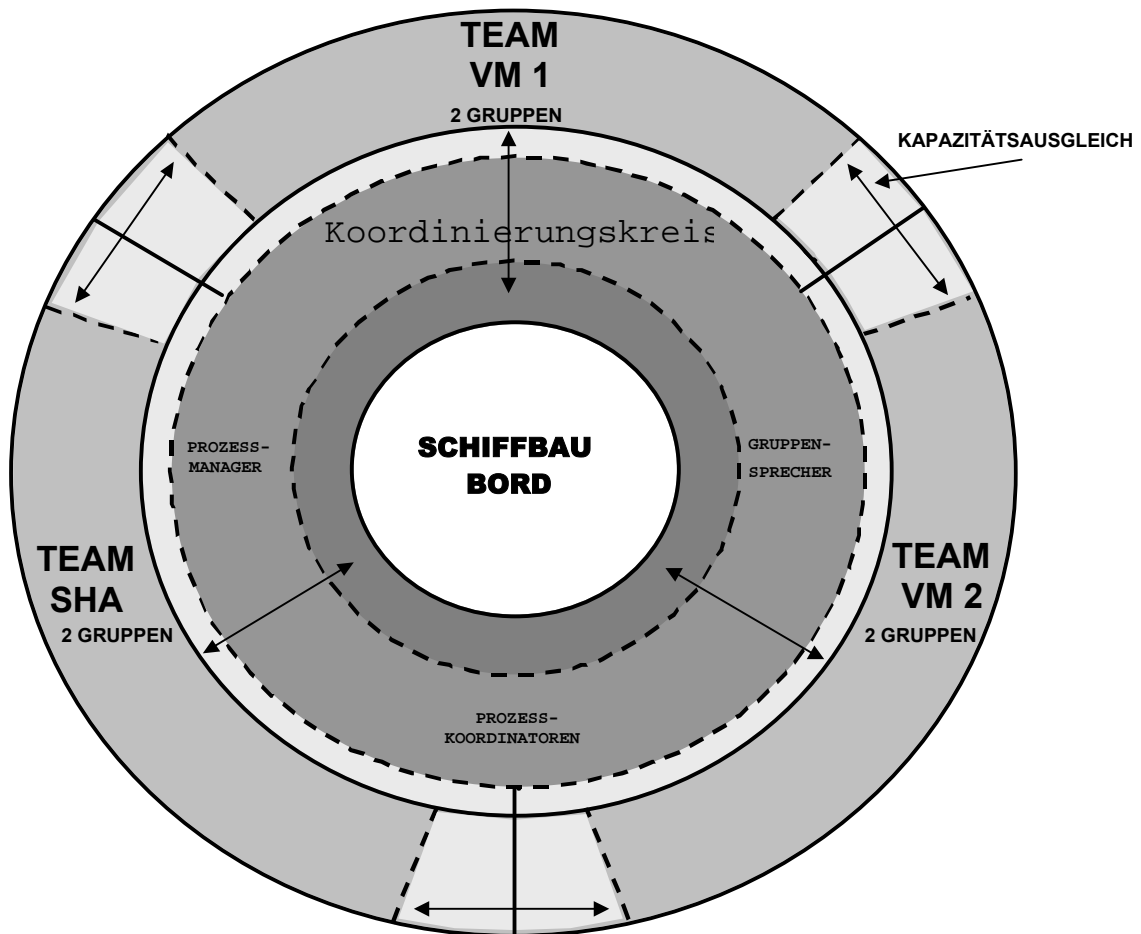 TEAM
VM 1
2 GRUPPEN
KAPAZITÄTSAUSGLEICH
Koordinierungskreis
PROZESS-
MANAGER
SCHIFFBAU
BORD
GRUPPEN-
SPRECHER
TEAM
SHA
2 GRUPPEN
TEAM
VM 2
2 GRUPPEN
PROZESS-
KOORDINATOREN